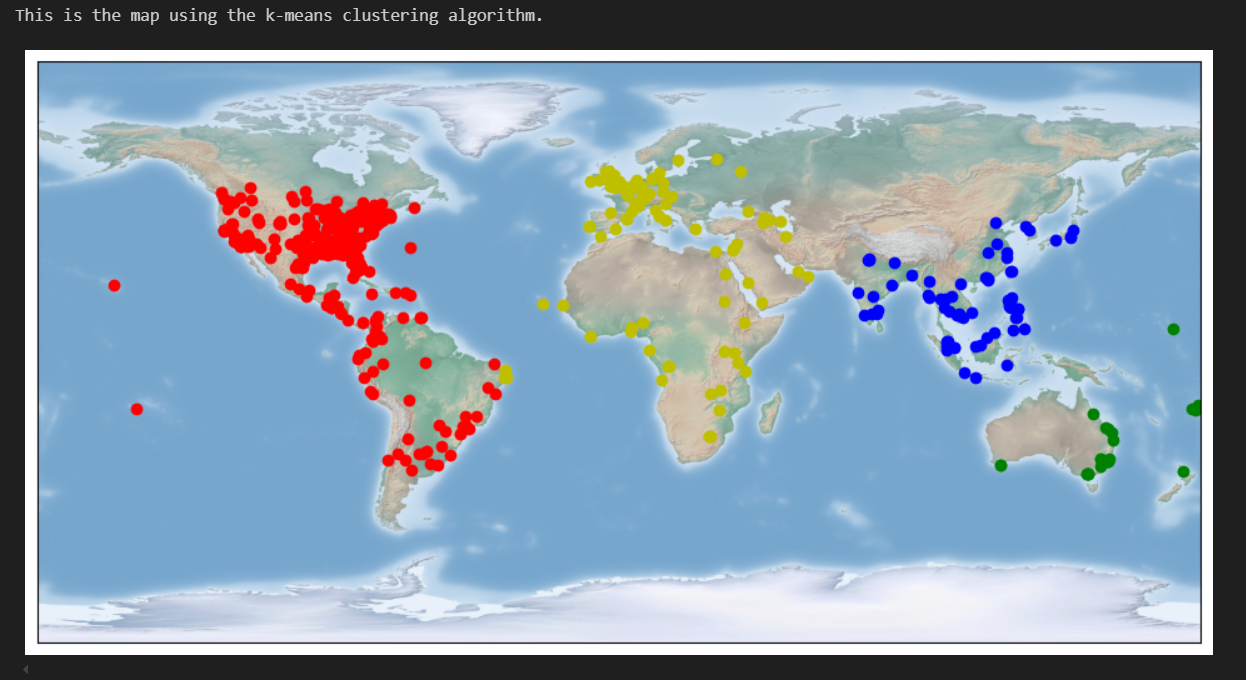 This is the map using the k-means clustering algorithm.